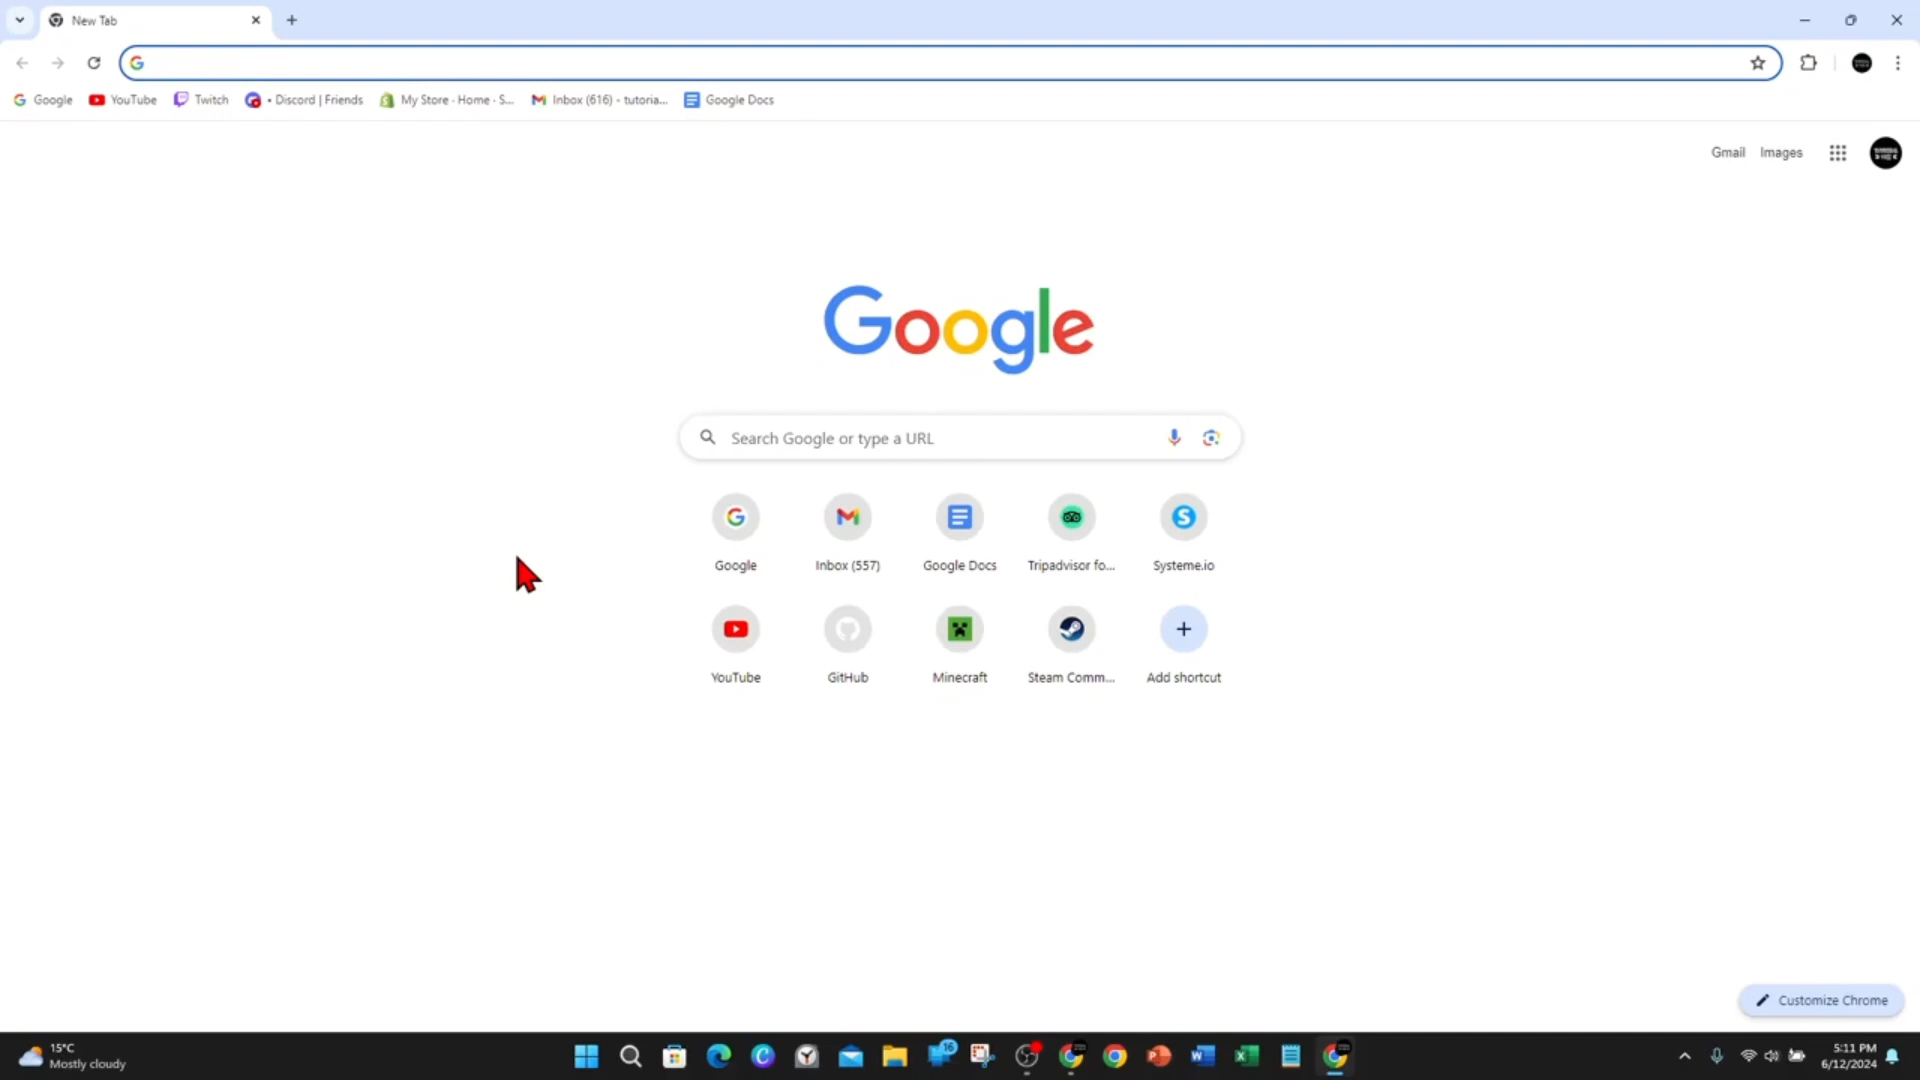 New Tab
Google
YouTube
Twitch
• Discord | Friends
My Store · Home · S...
Inbox (616) - tutoria...
Google Docs
Gmail
Images
Google
Search Google or type a URL
Google
Inbox (557)
Google Docs
Tripadvisor fo...
Systeme.io
YouTube
GitHub
Minecraft
Steam Comm...
Add shortcut
Customize Chrome
15°C
Mostly cloudy
16
5:11 PM
6/12/2024